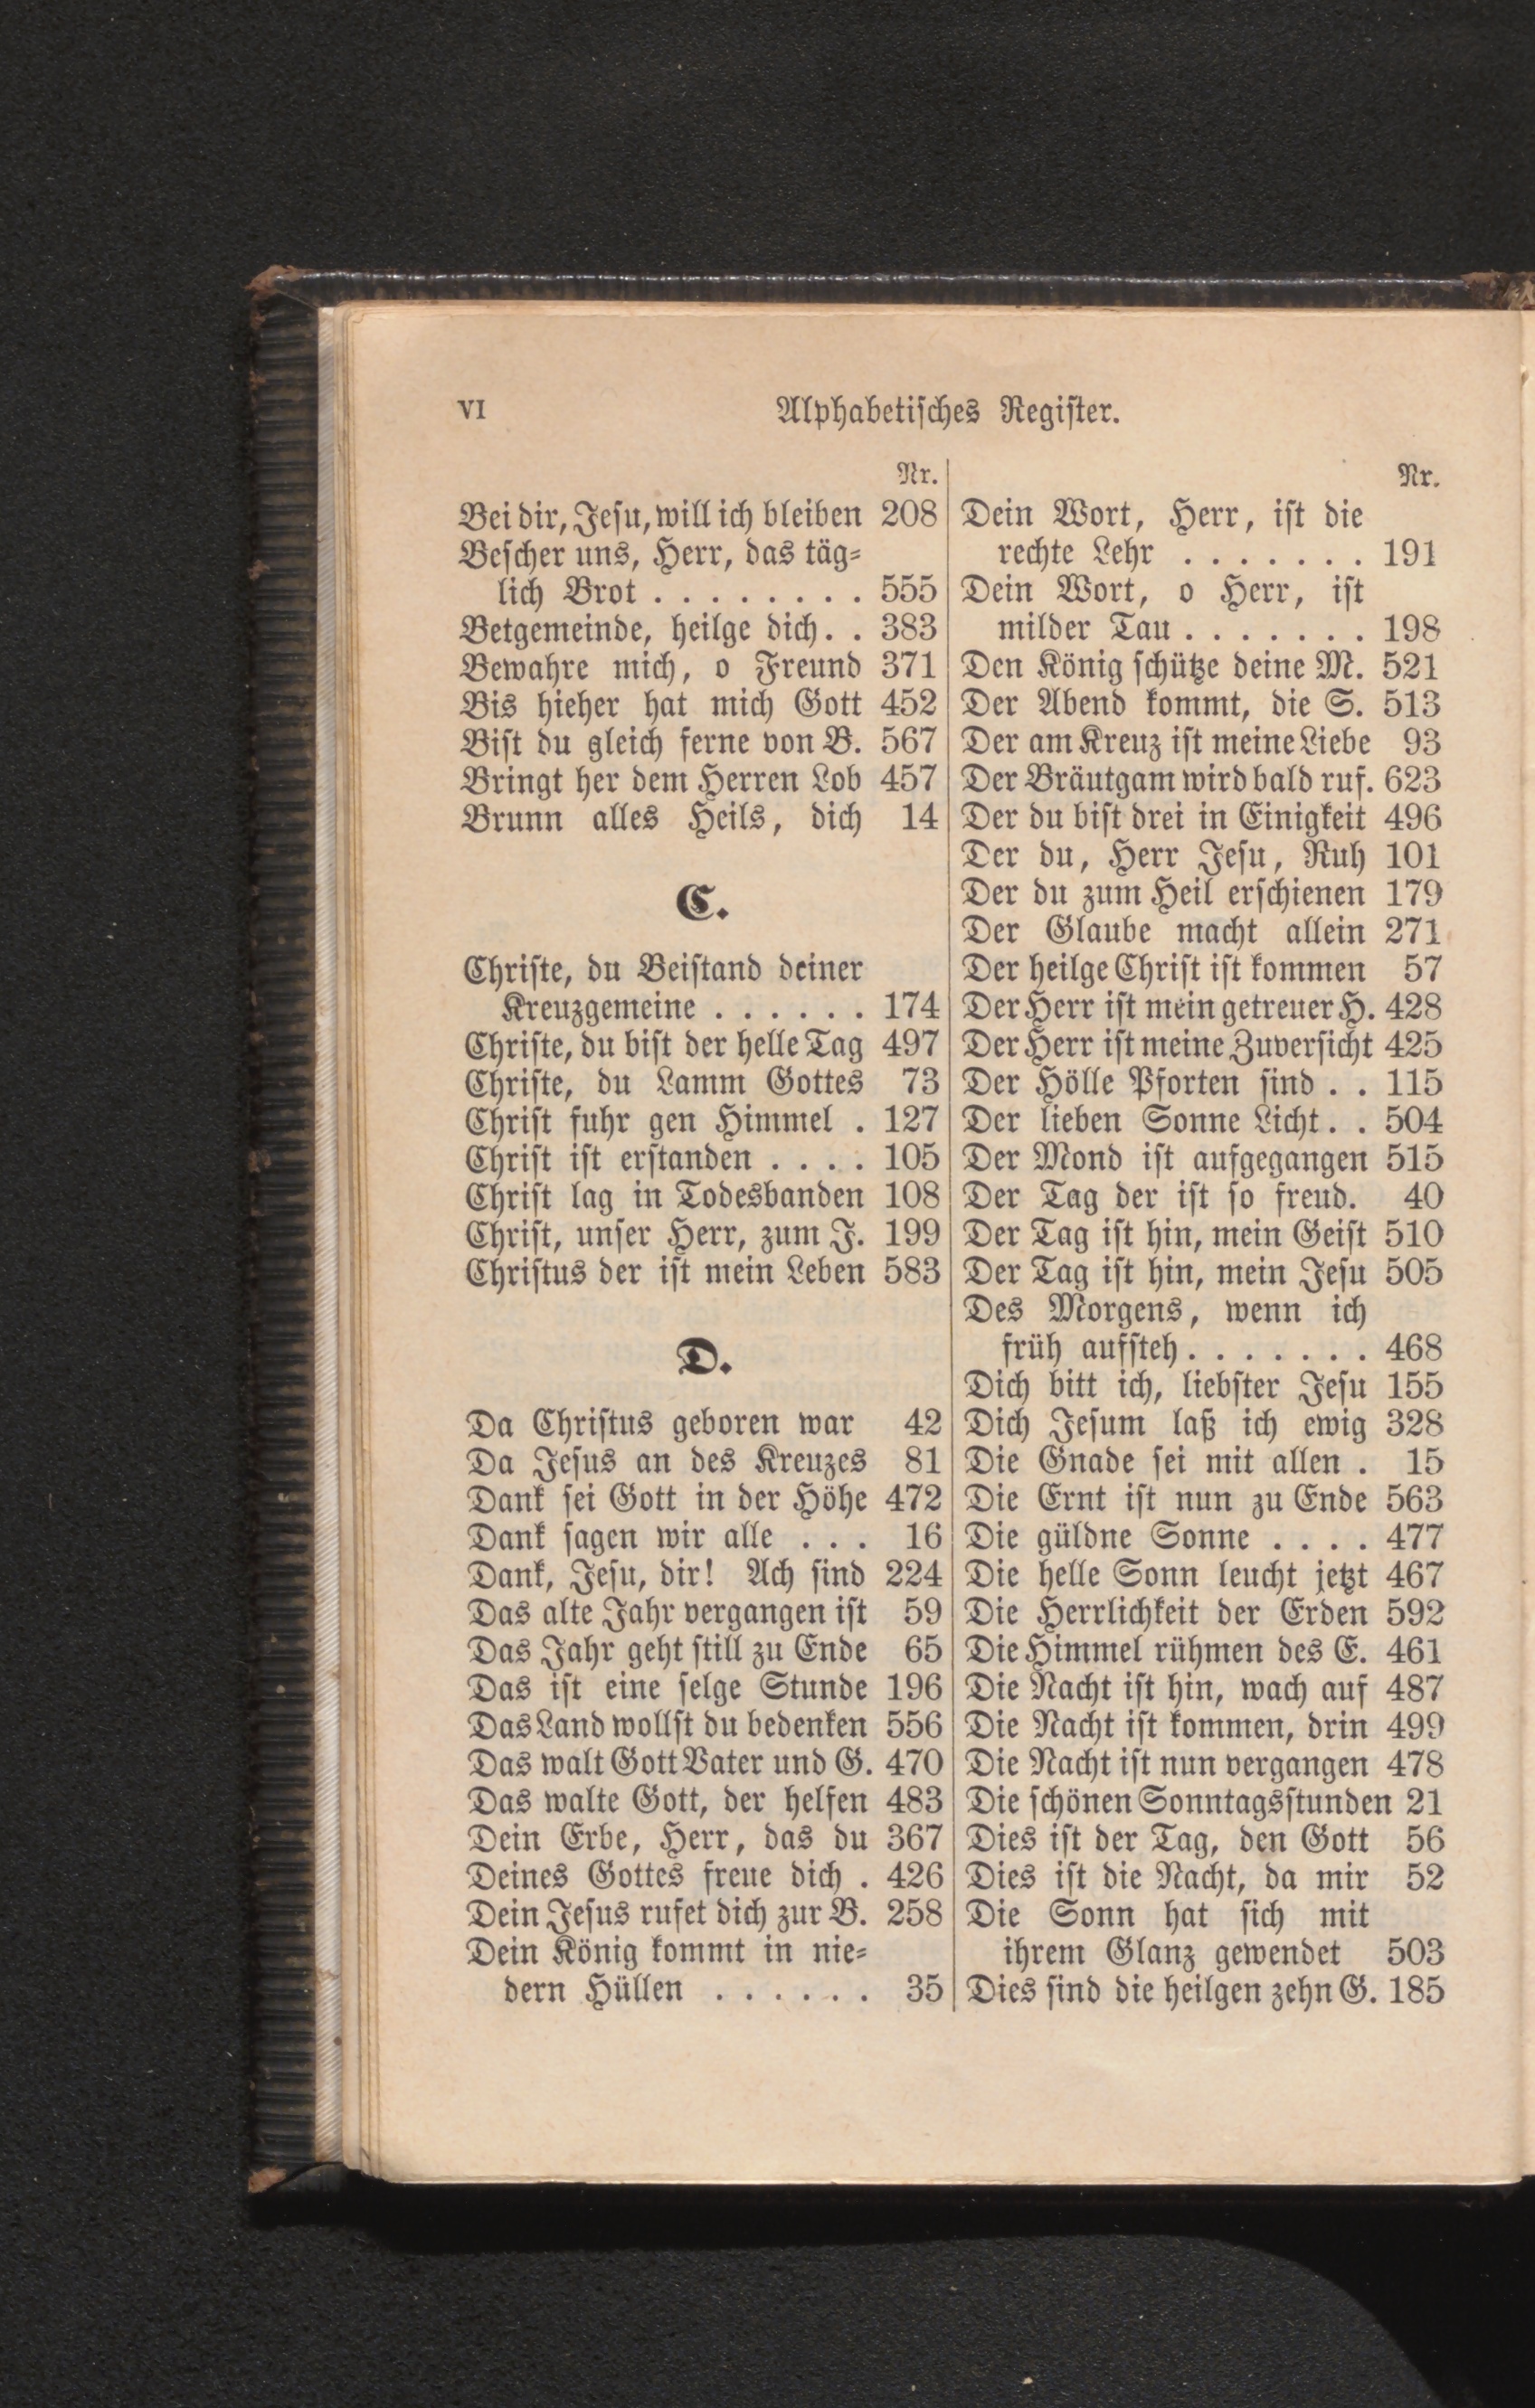 VI
Alphabetisches Register.
Nr.
Bei dir, Jesu, will ich bleiben 208
Bescher uns, Herr, das täg-
lich Brot . . . . . . . . 555
Betgemeinde, heilge dich . . 383
Bewahre mich, o Freund 371
Bis hieher hat mich Gott 452
Bist du gleich ferne von B. 567
Bringt her dem Herren Lob 457
Brunn alles Heils, dich 14
C.
Christe, du Beistand deiner
Kreuzgemeine . . . . . . 174
Christe, du bist der helle Tag 497
Christe, du Lamm Gottes 73
Christ fuhr gen Himmel . 127
Christ ist erstanden . . . . 105
Christ lag in Todesbanden 108
Christ, unser Herr, zum J. 199
Christus der ist mein Leben 583
D.
Da Christus geboren war 42
Da Jesus an des Kreuzes 81
Dank sei Gott in der Höhe 472
Dank sagen wir alle . . . 16
Dank, Jesu, dir! Ach sind 224
Das alte Jahr vergangen ist 59
Das Jahr geht still zu Ende 65
Das ist eine selge Stunde 196
Das Land wollst du bedenken 556
Das walt Gott Vater und G. 470
Das walte Gott, der helfen 483
Dein Erbe, Herr, das du 367
Deines Gottes freue dich . 426
Dein Jesus rufet dich zur B. 258
Dein König kommt in nie-
dern Hüllen . . . . . . 35
Nr.
Dein Wort, Herr, ist die
rechte Lehr . . . . . . . 191
Dein Wort, o Herr, ist
milder Tau . . . . . . . 198
Den König schütze deine M. 521
Der Abend kommt, die S. 513
Der am Kreuz ist meine Liebe 93
Der Bräutgam wird bald ruf. 623
Der du bist drei in Einigkeit 496
Der du, Herr Jesu, Ruh 101
Der du zum Heil erschienen 179
Der Glaube macht allein 271
Der heilge Christ ist kommen 57
Der Herr ist mein getreuer H. 428
Der Herr ist meine Zuversicht 425
Der Hölle Pforten sind . . 115
Der lieben Sonne Licht . . 504
Der Mond ist aufgegangen 515
Der Tag der ist so freud. 40
Der Tag ist hin, mein Geist 510
Der Tag ist hin, mein Jesu 505
Des Morgens, wenn ich
früh aufsteh . . . . . . . 468
Dich bitt ich, liebster Jesu 155
Dich Jesum laß ich ewig 328
Die Gnade sei mit allen . 15
Die Ernt ist nun zu Ende 563
Die güldne Sonne . . . . 477
Die helle Sonn leucht jetzt 467
Die Herrlichkeit der Erden 592
Die Himmel rühmen des E. 461
Die Nacht ist hin, wach auf 487
Die Nacht ist kommen, drin 499
Die Nacht ist nun vergangen 478
Die schönen Sonntagsstunden 21
Dies ist der Tag, den Gott 56
Dies ist die Nacht, da mir 52
Die Sonn hat sich mit
ihrem Glanz gewendet 503
Dies sind die heilgen zehn G. 185